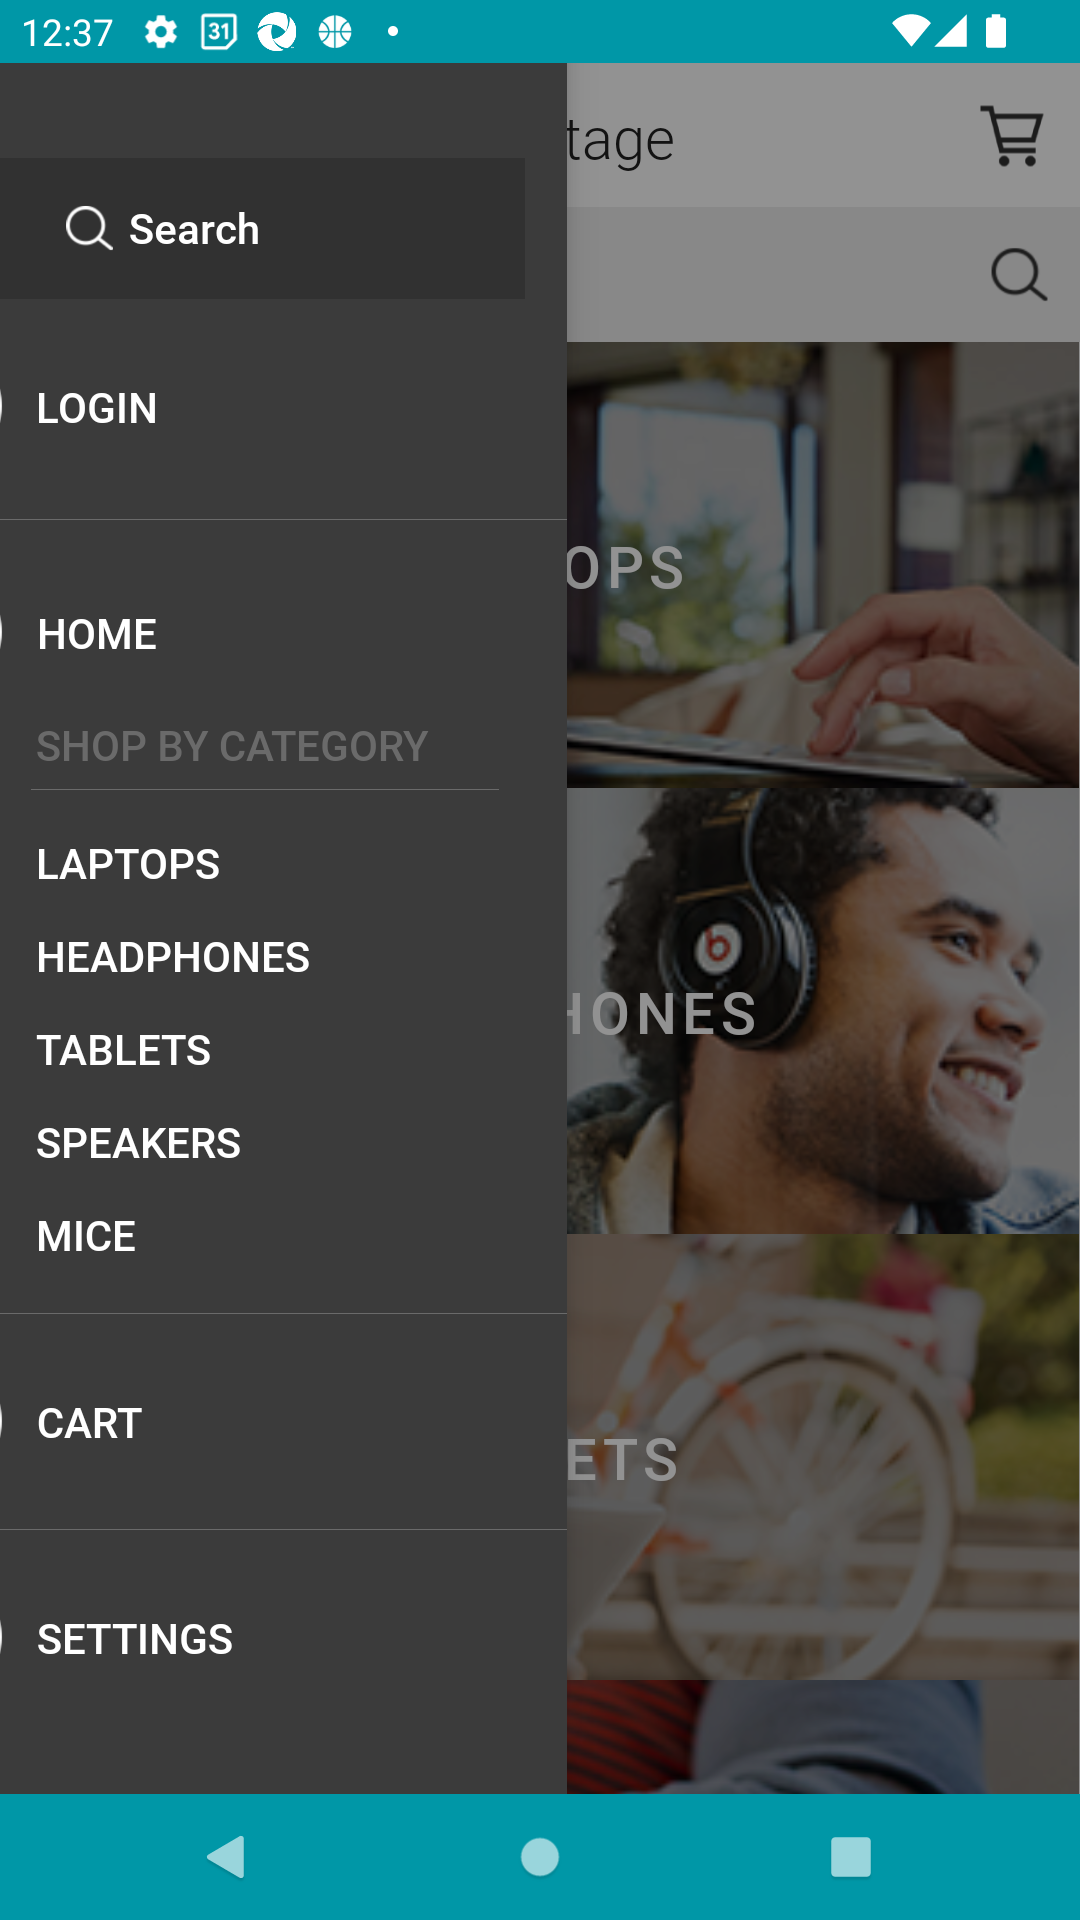 12:37 31
tage
Search
LOGIN
OPS
HOME
SHOP BY CATEGORY
LAPTOPS
HEADPHONES
HONES
TABLETS
SPEAKERS
MICE
CART
ETS
SETTINGS